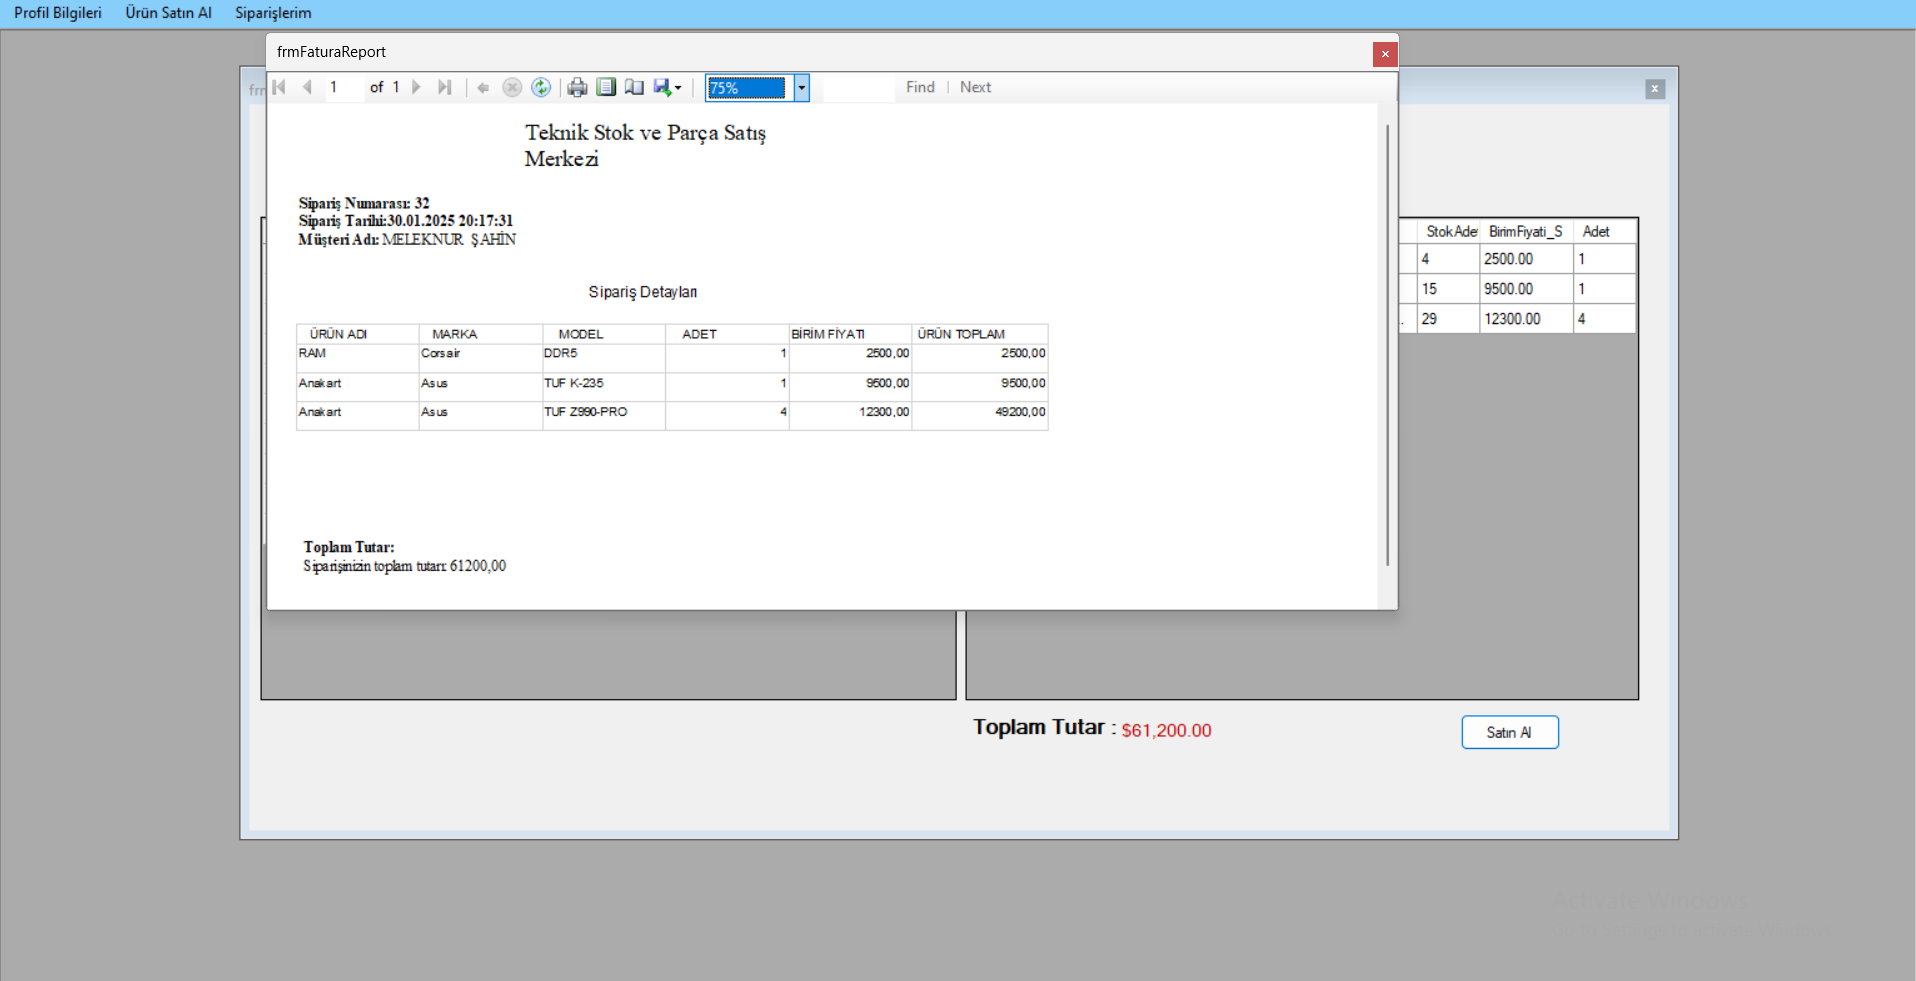 Profil Bilgileri Ürün Satın Al Siparişlerim
frmFaturaReport
1 of 1 75% Find Next
Teknik Stok ve Parça Satış
Merkezi
Sipariş Numarası: 32
Sipariş Tarihi:30.01.2025 20:17:31
Müşteri Adı: MELEKNUR ŞAHİN
Sipariş Detayları
ÜRÜN ADI MARKA MODEL ADET BİRİM FİYATI ÜRÜN TOPLAM
RAM Corsair DDR5 1 2500,00 2500,00
Anakart Asus TUF K-235 1 9500,00 9500,00
Anakart Asus TUF Z990-PRO 4 12300,00 49200,00
Toplam Tutar:
Siparişinizin toplam tutarı: 61200,00
StokAde BirimFiyati_S Adet
4 2500.00 1
15 9500.00 1
29 12300.00 4
Toplam Tutar : $61,200.00
Satın Al